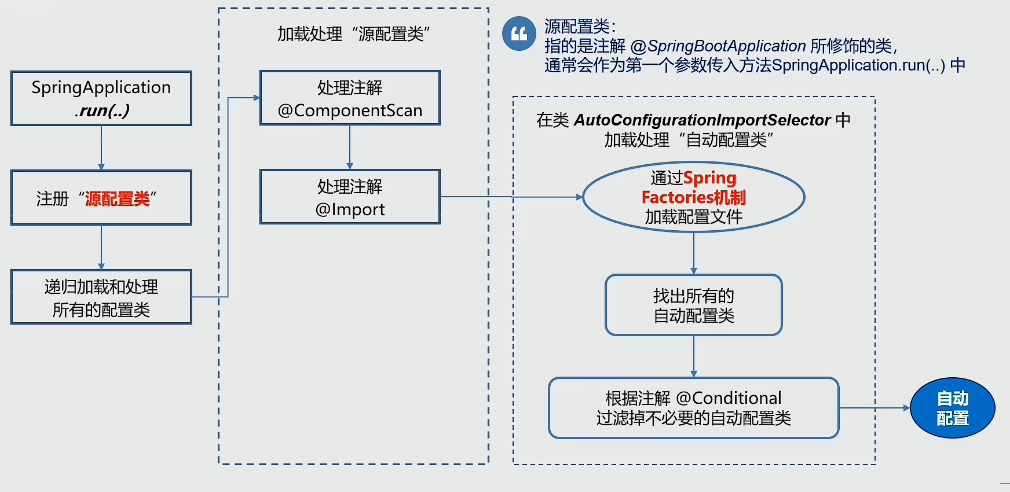 SpringApplication
.run(..)
注册“源配置类”
递归加载和处理
所有的配置类
加载处理“源配置类”
处理注解
@ComponentScan
处理注解
@Import
源配置类：
指的是注解 @SpringBootApplication 所修饰的类，
通常会作为第一个参数传入方法SpringApplication.run(..) 中
在类 AutoConfigurationImportSelector 中
加载处理“自动配置类”
通过Spring
Factories机制
加载配置文件
找出所有的
自动配置类
根据注解 @Conditional
过滤掉不必要的自动配置类
自动
配置